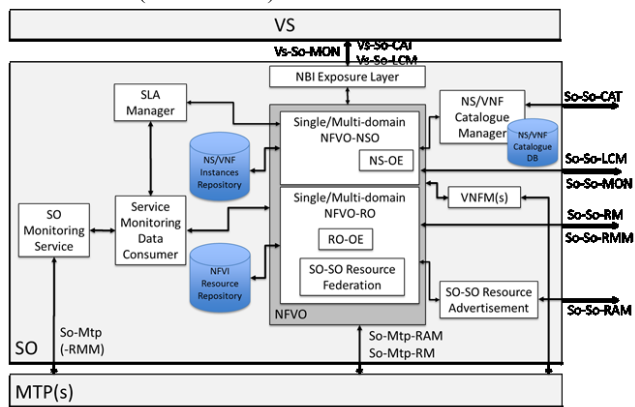 VS
Vs-So-MON
Vs-So-CAT
Vs-So-LCM
NBI Exposure Layer
SLA
Manager
Single/Multi-domain
NFVO-NSO
NS-OE
NS/VNF
Catalogue
Manager
NS/VNF
Catalogue
DB
So-So-CAT
NS/VNF
Instances
Repository
So-So-LCM
So-So-MON
VNFM(s)
SO
Monitoring
Service
Service
Monitoring
Data
Consumer
Single/Multi-domain
NFVO-RO
RO-OE
SO-SO Resource
Federation
So-So-RM
So-So-RMM
NFVI
Resource
Repository
SO-SO Resource
Advertisement
So-So-RAM
NFVO
So-Mtp
(-RMM)
So-Mtp-RAM
So-Mtp-RM
SO
MTP(s)